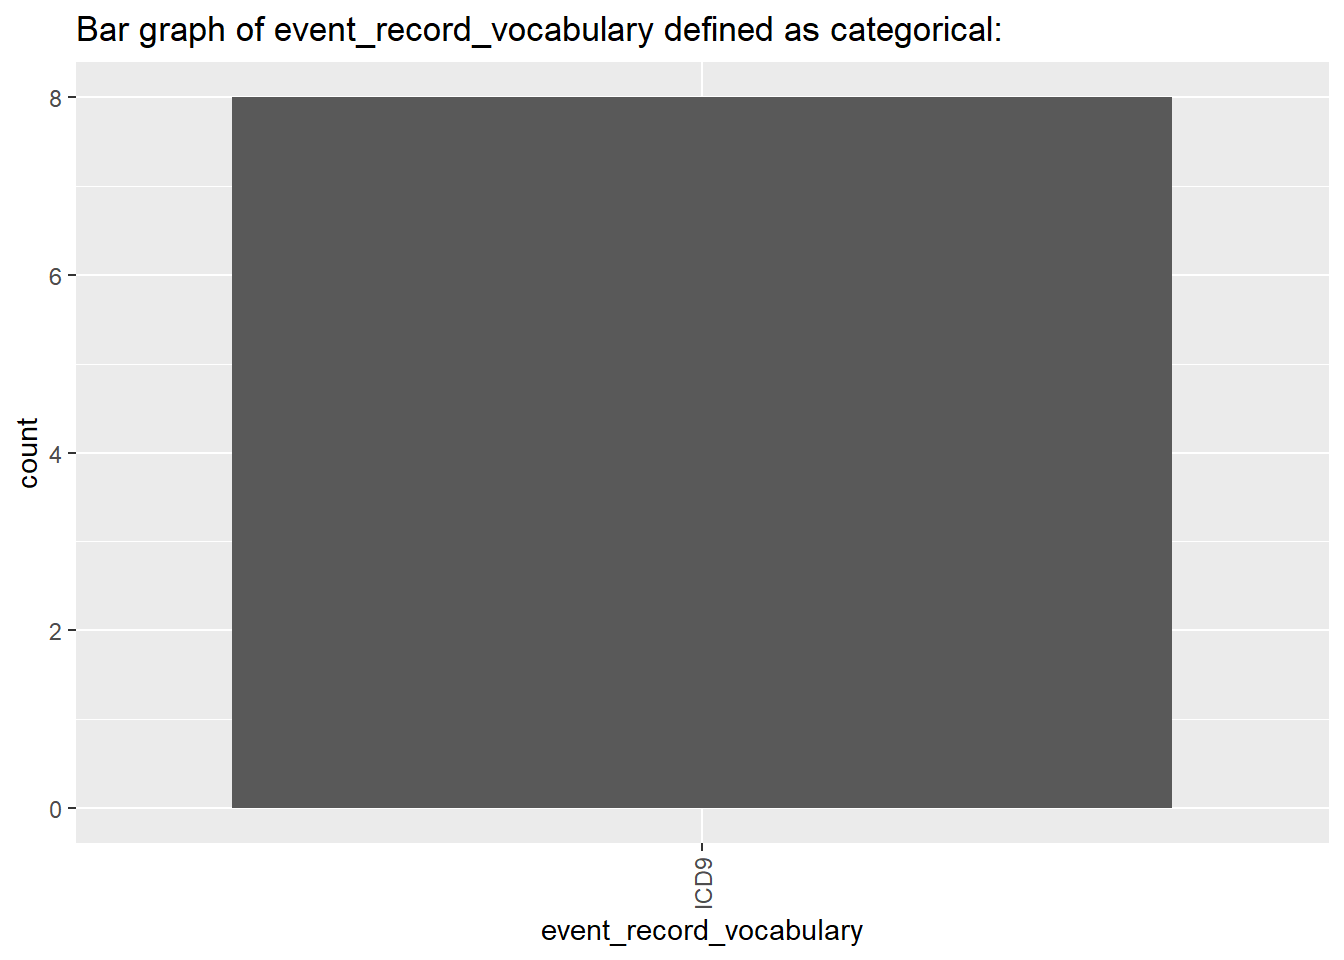 Bar graph of event_record_vocabulary defined as categorical:
8
6
4
2
0
count
ICD9
event_record_vocabulary